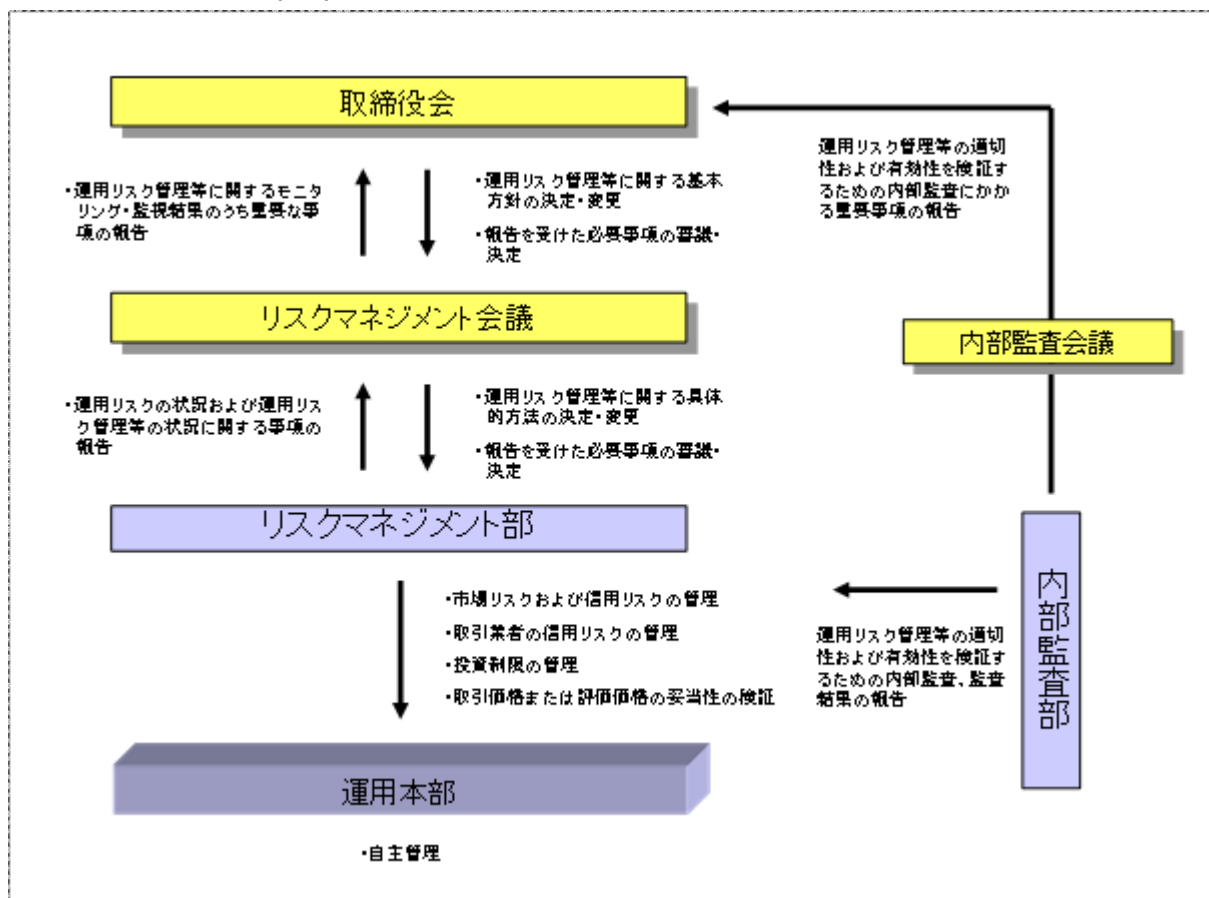 取締役会
・運用リスク管理等に関するモニ
タリング・監視結果のうち重要な事
項の報告
・運用リスク管理等に関する基本
方針の決定・変更
・報告を受けた必要事項の審議・
決定
運用リスク管理等の適切
性および有効性を検証す
るための内部監査にかか
る重要事項の報告
リスクマネジメント会議
内部監査会議
・運用リスクの状況および運用リス
ク管理等の状況に関する事項の
報告
・運用リスク管理等に関する具体
的方法の決定・変更
・報告を受けた必要事項の審議・
決定
リスクマネジメント部
・市場リスクおよび信用リスクの管理
・取引業者の信用リスクの管理
・投資制限の管理
・取引価格または評価価格の妥当性の検証
運用リスク管理等の適切
性および有効性を検証す
るための内部監査、監査
結果の報告
内部監査部
運用本部
・自主管理